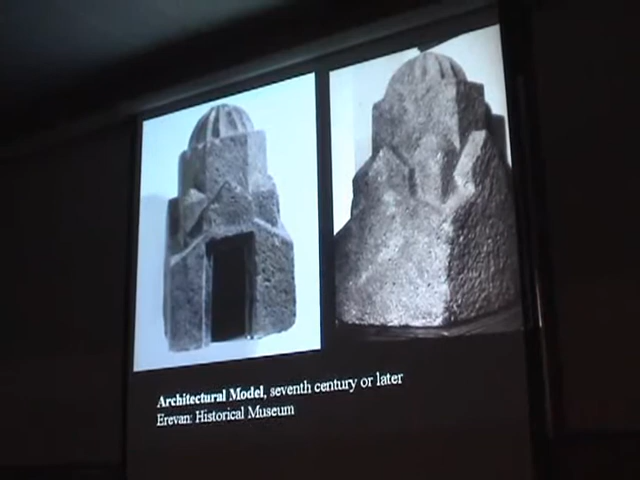 Architectural Model, seventh century or later
Erevan: Historical Museum